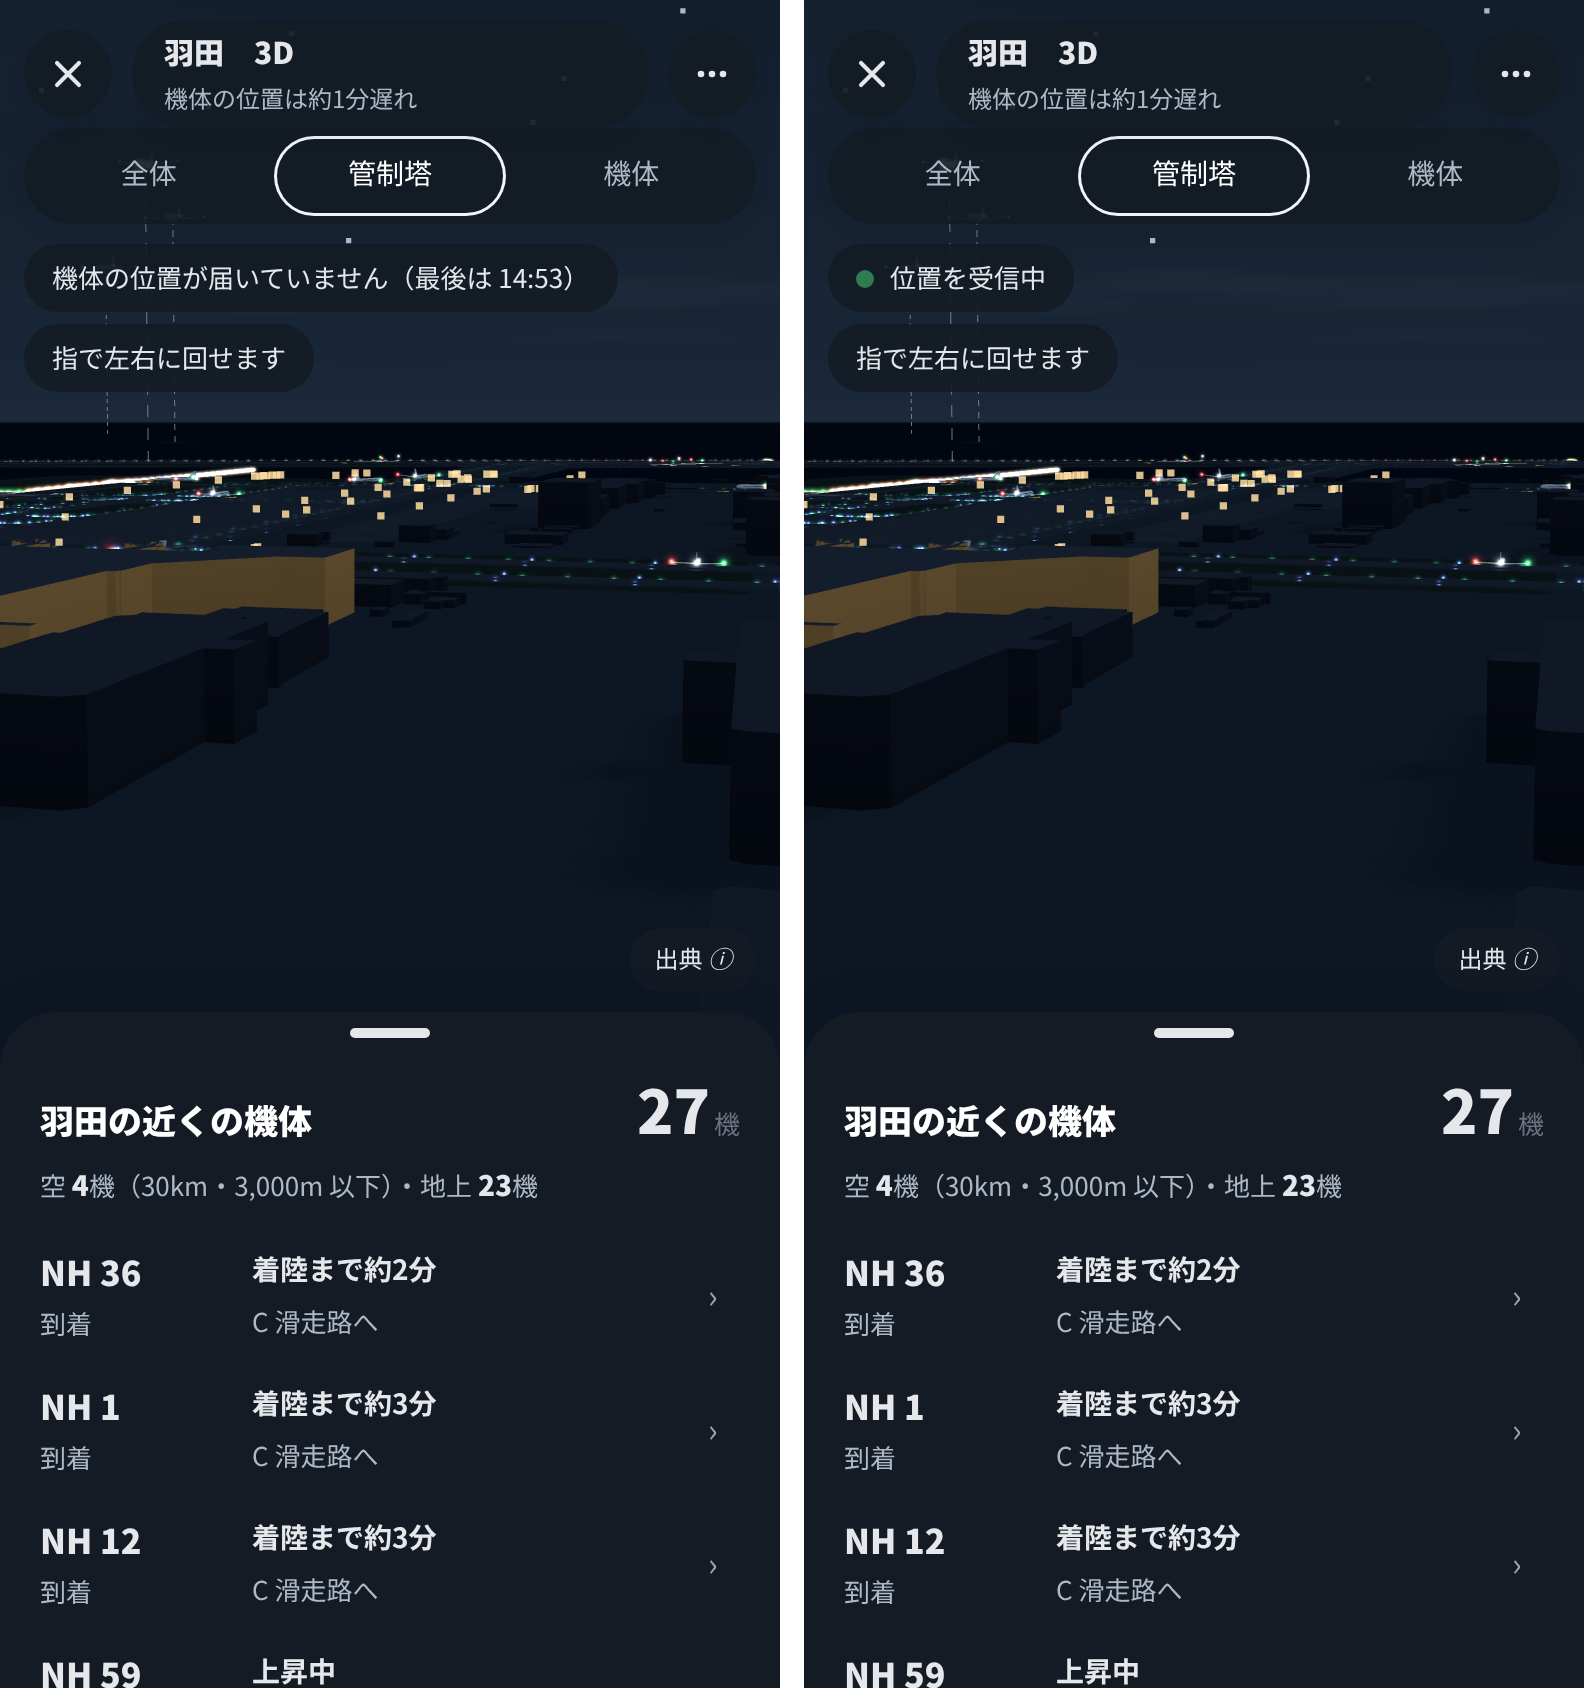 羽田　3D
機体の位置は約1分遅れ
全体
管制塔
機体
機体の位置が届いていません（最後は 14:53）
指で左右に回せます
出典 ⓘ
羽田の近くの機体
27機
空 4機（30km・3,000m 以下）・地上 23機
NH 36
着陸まで約2分
到着
C 滑走路へ
›
NH 1
着陸まで約3分
到着
C 滑走路へ
›
NH 12
着陸まで約3分
到着
C 滑走路へ
›
NH 59
上昇中
羽田　3D
機体の位置は約1分遅れ
全体
管制塔
機体
位置を受信中
指で左右に回せます
出典 ⓘ
羽田の近くの機体
27機
空 4機（30km・3,000m 以下）・地上 23機
NH 36
着陸まで約2分
到着
C 滑走路へ
›
NH 1
着陸まで約3分
到着
C 滑走路へ
›
NH 12
着陸まで約3分
到着
C 滑走路へ
›
NH 59
上昇中